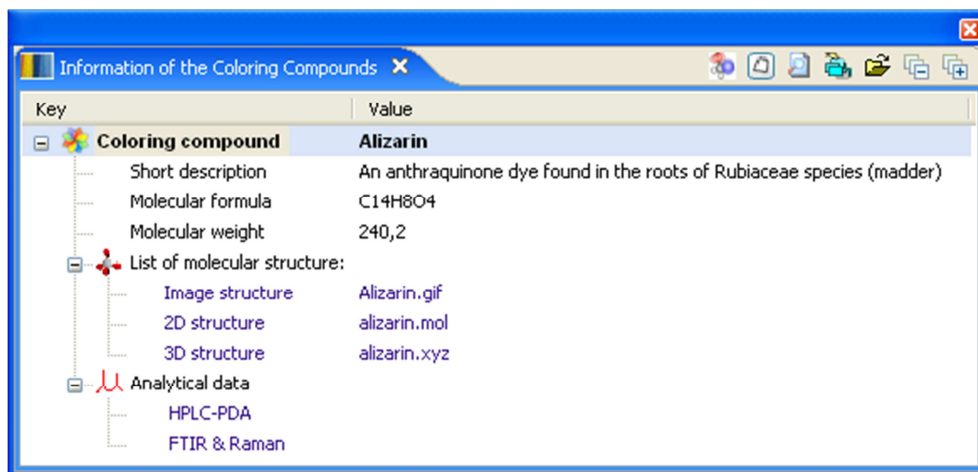 Information of the Coloring Compounds
Key Value
Coloring compound Alizarin
Short description An anthraquinone dye found in the roots of Rubiaceae species (madder)
Molecular formula C14H8O4
Molecular weight 240,2
List of molecular structure:
Image structure Alizarin.gif
2D structure alizarin.mol
3D structure alizarin.xyz
Analytical data
HPLC-PDA
FTIR & Raman